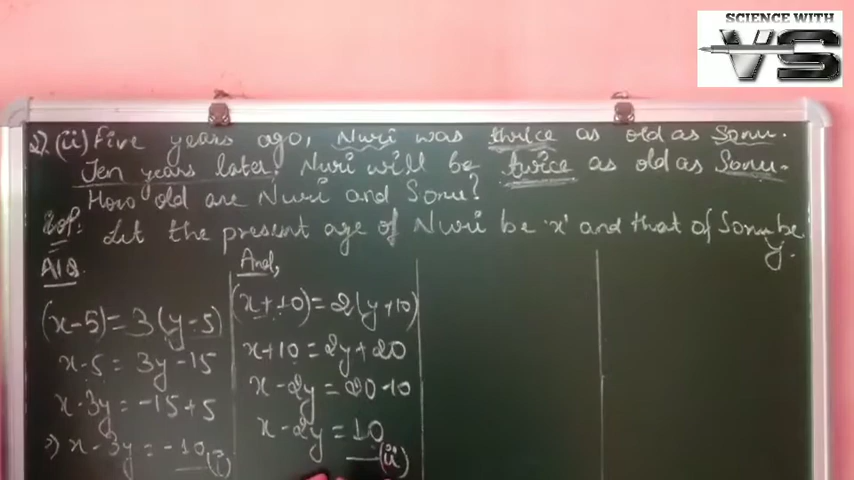 SCIENCE WITH
VS
Q. (ii) Five years ago, Nuri was thrice as old as Sonu.
Ten years later, Nuri will be twice as old as Sonu.
How old are Nuri and Sonu?
Sol: Let the present age of Nuri be 'x' and that of Sonu be
y.
A/Q.
(x-5) = 3(y-5)
x-5 = 3y-15
x-3y = -15+5
⇒ x-3y = -10 (i)
And,
(x+10) = 2(y+10)
x+10 = 2y+20
x-2y = 20-10
x-2y = 10
(ii)